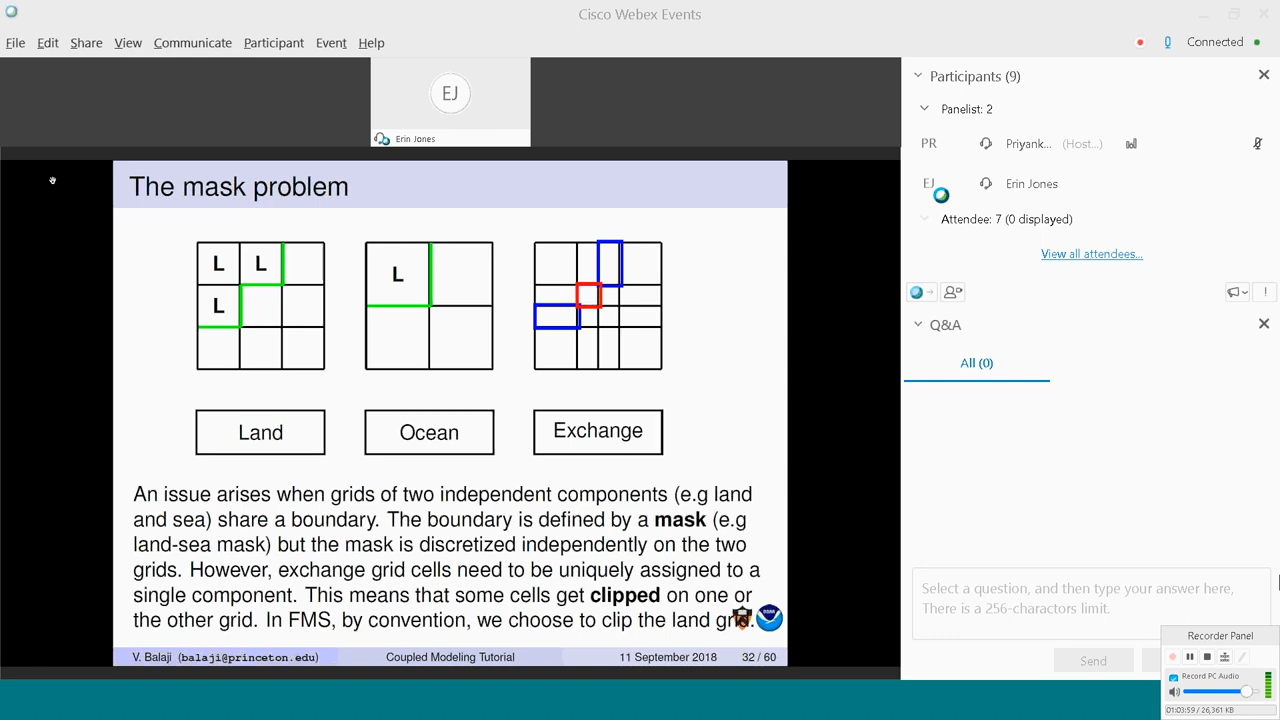 Cisco Webex Events
File Edit Share View Communicate Participant Event Help
Connected
EJ
Erin Jones
Participants (9)
Panelist: 2
PR Priyank... (Host...)
EJ Erin Jones
Attendee: 7 (0 displayed)
View all attendees...
Q&A
All (0)
The mask problem
L L L
L
Land Ocean Exchange
An issue arises when grids of two independent components (e.g land
and sea) share a boundary. The boundary is defined by a mask (e.g
land-sea mask) but the mask is discretized independently on the two
grids. However, exchange grid cells need to be uniquely assigned to a
single component. This means that some cells get clipped on one or
the other grid. In FMS, by convention, we choose to clip the land grid.
V. Balaji (balaji@princeton.edu) Coupled Modeling Tutorial 11 September 2018 32 / 60
Select a question, and then type your answer here,
There is a 256-characters limit.
Send
Recorder Panel
Record PC Audio
01:03:59 / 26,361 KB